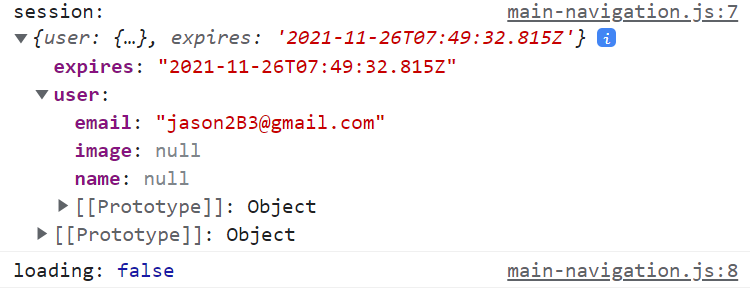 session: main-navigation.js:7
▼{user: {…}, expires: '2021-11-26T07:49:32.815Z'} i
expires: "2021-11-26T07:49:32.815Z"
▼user:
email: "jason2B3@gmail.com"
image: null
name: null
▶[[Prototype]]: Object
▶[[Prototype]]: Object
loading: false main-navigation.js:8